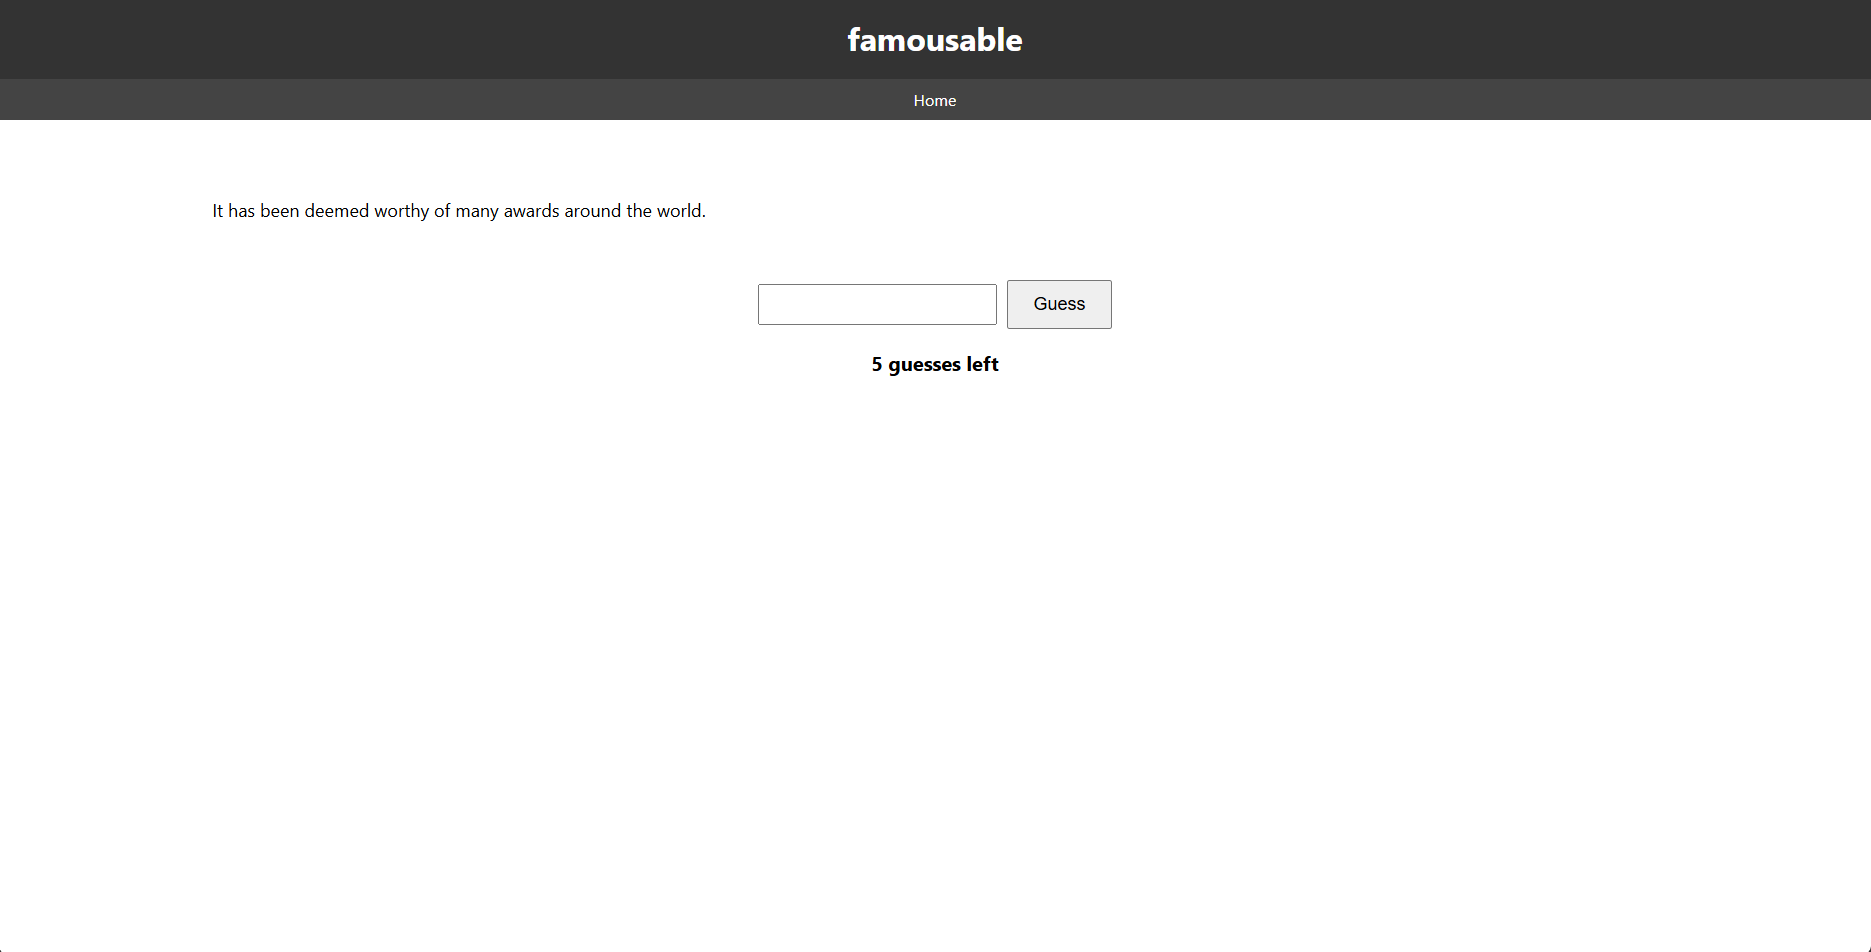 famousable
Home
It has been deemed worthy of many awards around the world.
Guess
5 guesses left